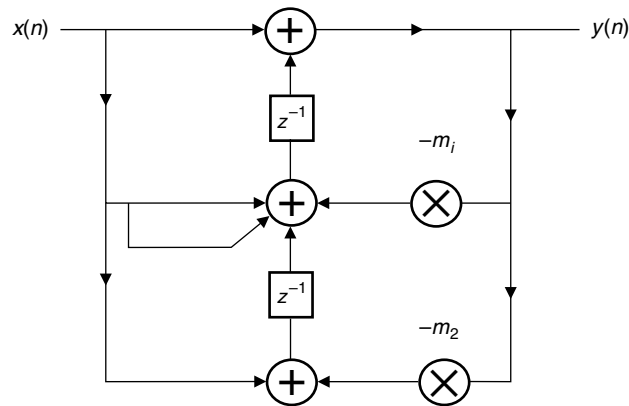 x(n)
y(n)
z⁻¹
−mᵢ
z⁻¹
−m₂